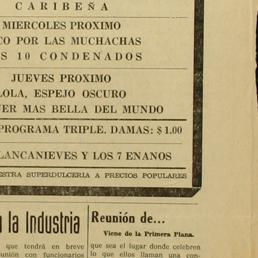 CARIBEÑA
MIERCOLES PROXIMO
CO POR LAS MUCHACHAS
S 10 CONDENADOS
JUEVES PROXIMO
LOLA, ESPEJO OSCURO
ER MAS BELLA DEL MUNDO
PROGRAMA TRIPLE. DAMAS: $1.00
LANCANIEVES Y LOS 7 ENANOS
ESTRA SUPERDULCERIA A PRECIOS POPULARES
la Industria
que tendrá en breve
unión con funcionarios
Reunión de...
Viene de la Primera Plana.
que sea el lugar donde celebren
lo que ellos llaman una con-